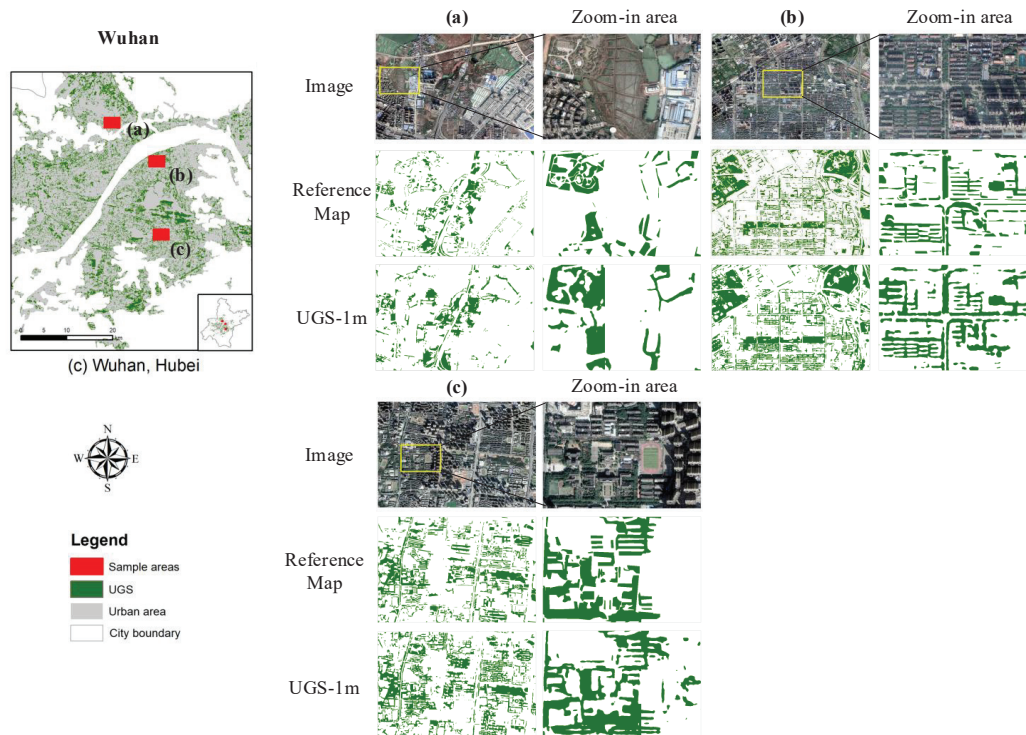 Wuhan
(a)
(b)
(c)
0 5 10 20
(c) Wuhan, Hubei
N
W E
S
Legend
Sample areas
UGS
Urban area
City boundary
(a) Zoom-in area (b) Zoom-in area
Image
Reference
Map
UGS-1m
(c) Zoom-in area
Image
Reference
Map
UGS-1m